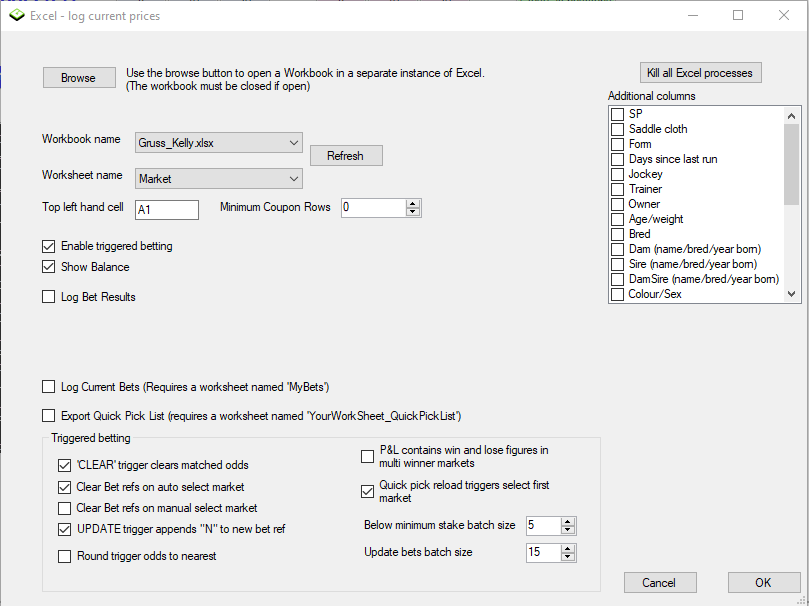 Excel - log current prices
Browse
Use the browse button to open a Workbook in a separate instance of Excel.
(The workbook must be closed if open)
Kill all Excel processes
Additional columns
SP
Saddle cloth
Form
Days since last run
Jockey
Trainer
Owner
Age/weight
Bred
Dam (name/bred/year born)
Sire (name/bred/year born)
DamSire (name/bred/year born)
Colour/Sex
Workbook name
Gruss_Kelly.xlsx
Refresh
Worksheet name
Market
Top left hand cell
A1
Minimum Coupon Rows
0
Enable triggered betting
Show Balance
Log Bet Results
Log Current Bets (Requires a worksheet named 'MyBets')
Export Quick Pick List (requires a worksheet named 'YourWorkSheet_QuickPickList')
Triggered betting
'CLEAR' trigger clears matched odds
Clear Bet refs on auto select market
Clear Bet refs on manual select market
UPDATE trigger appends "N" to new bet ref
Round trigger odds to nearest
P&L contains win and lose figures in
multi winner markets
Quick pick reload triggers select first
market
Below minimum stake batch size
5
Update bets batch size
15
Cancel
OK